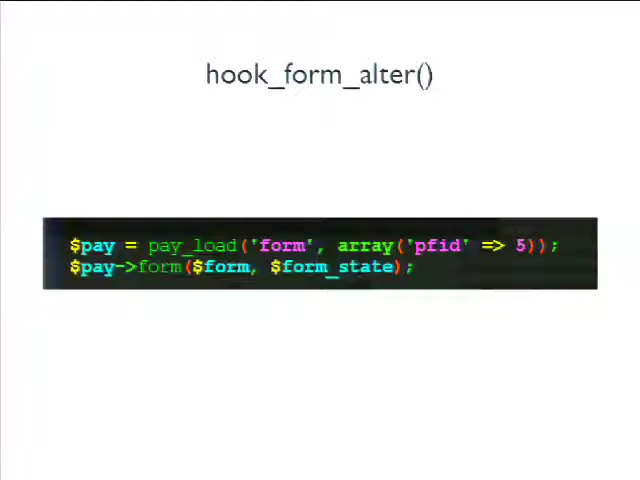 hook_form_alter()
$pay = pay_load('form', array('pfid' => 5));
$pay->form($form, $form_state);